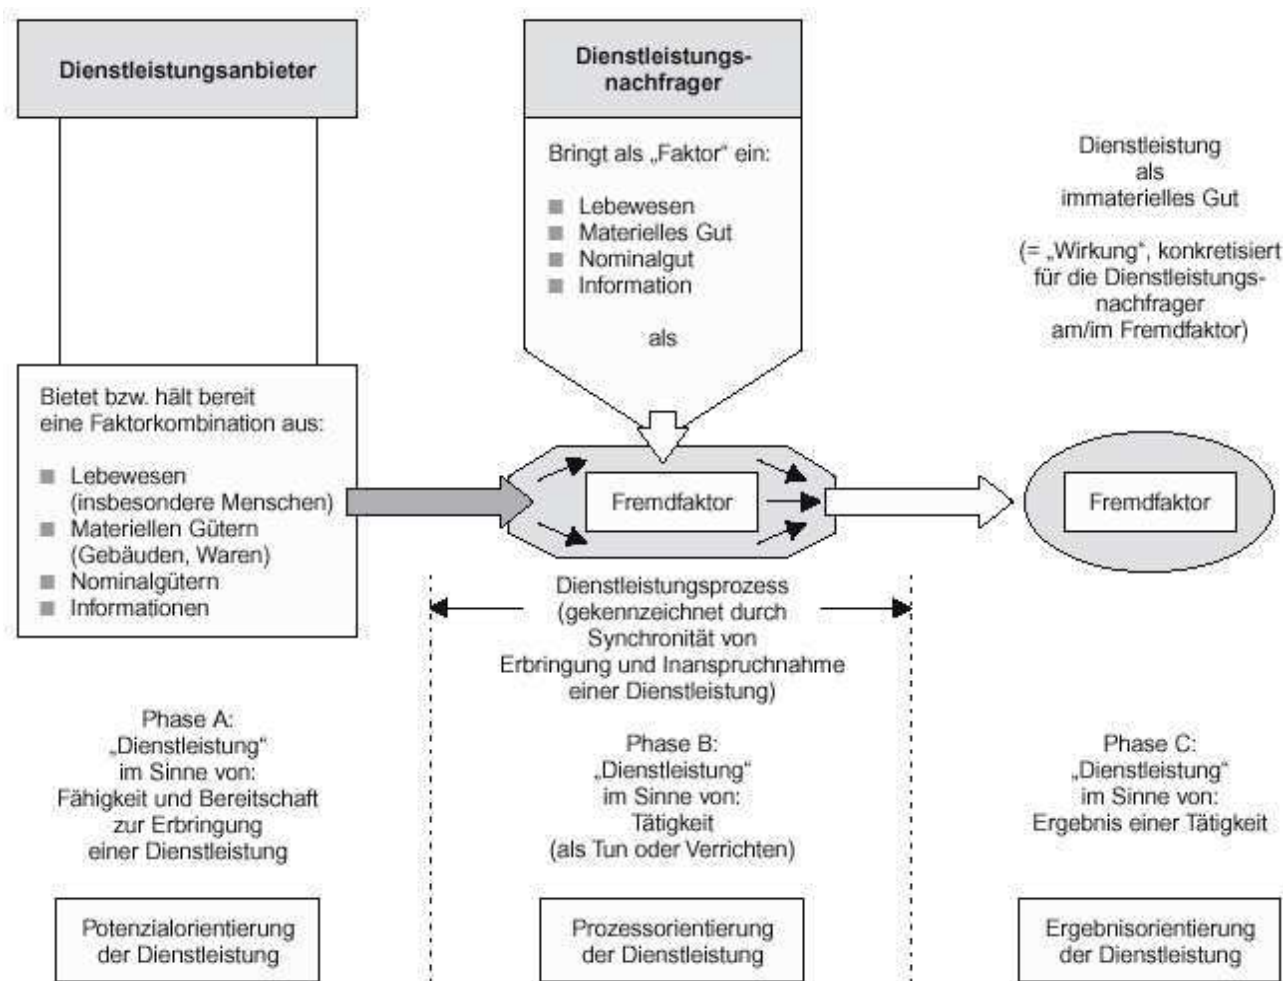 Dienstleistungsanbieter
Bietet bzw. hält bereit
eine Faktorkombination aus:
Lebewesen
(insbesondere Menschen)
Materiellen Gütern
(Gebäuden, Waren)
Nominalgütern
Informationen
Phase A:
„Dienstleistung“
im Sinne von:
Fähigkeit und Bereitschaft
zur Erbringung
einer Dienstleistung
Potenzialorientierung
der Dienstleistung
Dienstleistungs-
nachfrager
Bringt als „Faktor“ ein:
Lebewesen
Materielles Gut
Nominalgut
Information
als
Fremdfaktor
Dienstleistungsprozess
(gekennzeichnet durch
Synchronität von
Erbringung und Inanspruchnahme
einer Dienstleistung)
Phase B:
„Dienstleistung“
im Sinne von:
Tätigkeit
(als Tun oder Verrichten)
Prozessorientierung
der Dienstleistung
Dienstleistung
als
immaterielles Gut
(= „Wirkung“, konkretisiert
für die Dienstleistungs-
nachfrager
am/im Fremdfaktor)
Fremdfaktor
Phase C:
„Dienstleistung“
im Sinne von:
Ergebnis einer Tätigkeit
Ergebnisorientierung
der Dienstleistung